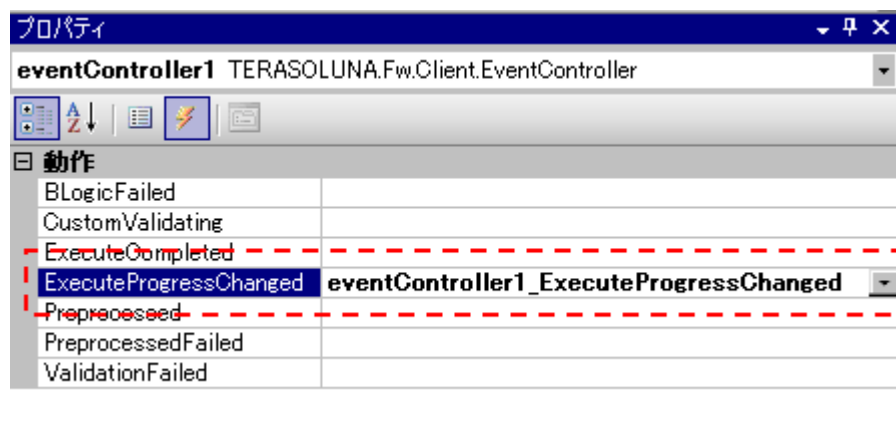 プロパティ
eventController1 TERASOLUNA.Fw.Client.EventController
動作
BLogicFailed
CustomValidating
ExecuteCompleted
ExecuteProgressChanged eventController1_ExecuteProgressChanged
Preprocessed
PreprocessedFailed
ValidationFailed